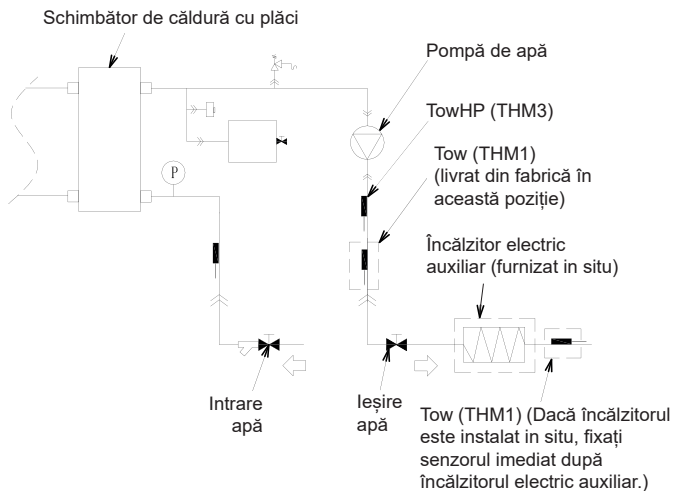 Schimbător de căldură cu plăci
Pompă de apă
TowHP (THM3)
Tow (THM1)
(livrat din fabrică în
această poziție)
P
Încălzitor electric
auxiliar (furnizat in situ)
Intrare
apă
Ieșire
apă
Tow (THM1) (Dacă încălzitorul
este instalat in situ, fixați
senzorul imediat după
încălzitorul electric auxiliar.)